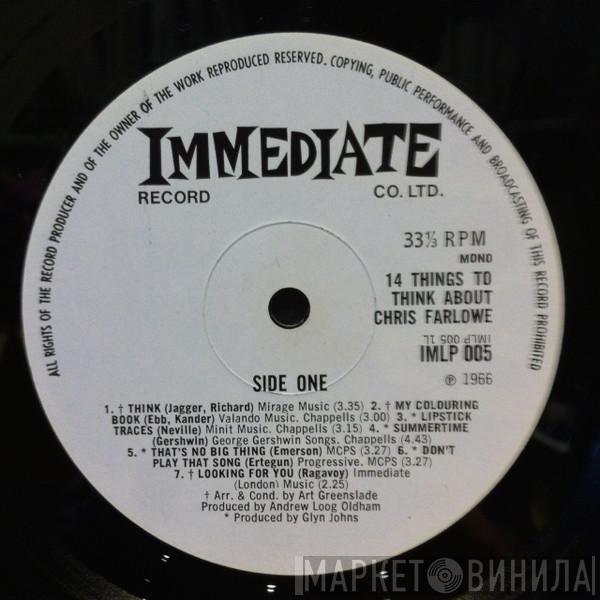 ALL RIGHTS OF THE RECORD PRODUCER AND OF THE OWNER OF THE WORK REPRODUCED RESERVED. COPYING, PUBLIC PERFORMANCE AND BROADCASTING OF THIS RECORD PROHIBITED
IMMEDIATE
RECORD CO. LTD.
33⅓ RPM
MONO
14 THINGS TO
THINK ABOUT
CHRIS FARLOWE
IMLP 005 1L
IMLP 005
SIDE ONE
℗ 1966
1. † THINK (Jagger, Richard) Mirage Music (3.35) 2. † MY COLOURING
BOOK (Ebb, Kander) Valando Music. Chappells (3.00) 3. * LIPSTICK
TRACES (Neville) Minit Music. Chappells (3.15) 4. * SUMMERTIME
(Gershwin) George Gershwin Songs. Chappells (4.43)
5. * THAT'S NO BIG THING (Emerson) MCPS (3.27) 6. * DON'T
PLAY THAT SONG (Ertegun) Progressive. MCPS (3.27)
7. † LOOKING FOR YOU (Ragavoy) Immediate
(London) Music (2.25)
† Arr. & Cond. by Art Greenslade
Produced by Andrew Loog Oldham
* Produced by Glyn Johns
МАРКЕТ ВИНИЛА